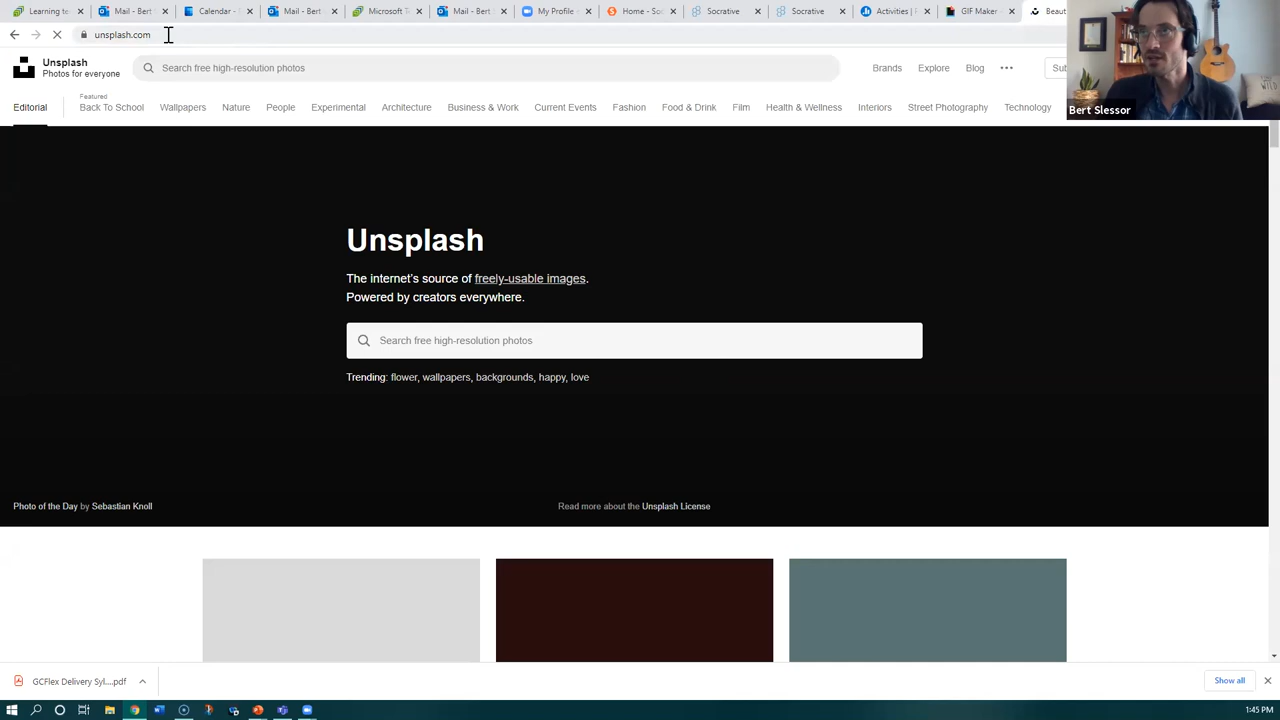 Learning te
Mail - Bert
Calendar -
Mail - Bert
Microsoft T
Mail - Bert
My Profile -
Home - Soc
Socrative
Socrative
Activities |
GIF Maker -
Beaut
unsplash.com
Unsplash
Photos for everyone
Search free high-resolution photos
Brands
Explore
Blog
Editorial
Featured
Back To School
Wallpapers
Nature
People
Experimental
Architecture
Business & Work
Current Events
Fashion
Food & Drink
Film
Health & Wellness
Interiors
Street Photography
Technology
Bert Slessor
Unsplash
The internet's source of freely-usable images.
Powered by creators everywhere.
Search free high-resolution photos
Trending: flower, wallpapers, backgrounds, happy, love
Photo of the Day by Sebastian Knoll
Read more about the Unsplash License
GCFlex Delivery Syl....pdf
Show all
1:45 PM